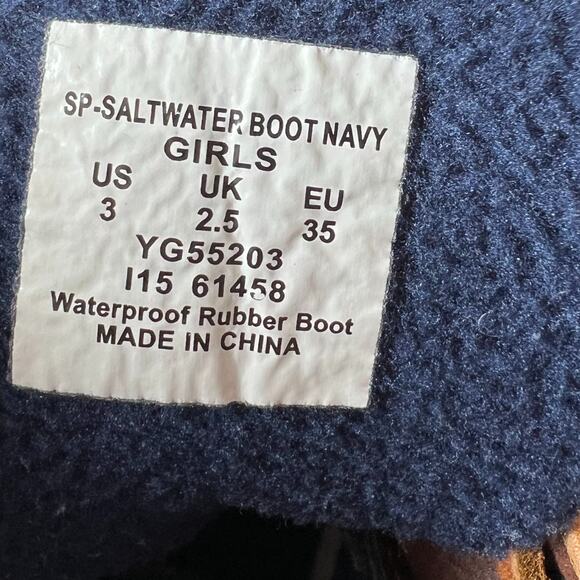 SP-SALTWATER BOOT NAVY
GIRLS
US UK EU
3 2.5 35
YG55203
I15 61458
Waterproof Rubber Boot
MADE IN CHINA